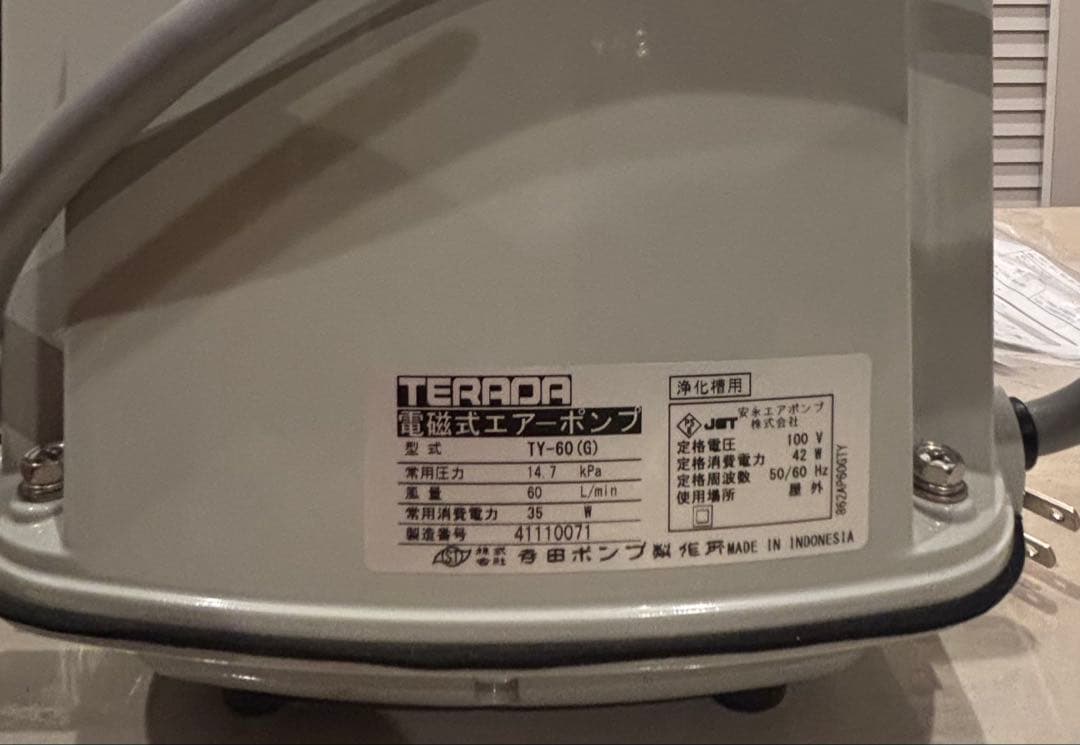 TERADA
電磁式エアーポンプ
型式 TY-60(G)
常用圧力 14.7 kPa
風量 60 L/min
常用消費電力 35 W
製造番号 41110071
株式会社 寺田ポンプ製作所 MADE IN INDONESIA
浄化槽用
PSE JET 安永エアポンプ株式会社
定格電圧 100 V
定格消費電力 42 W
定格周波数 50/60 Hz
使用場所 屋外
862AP60GTY